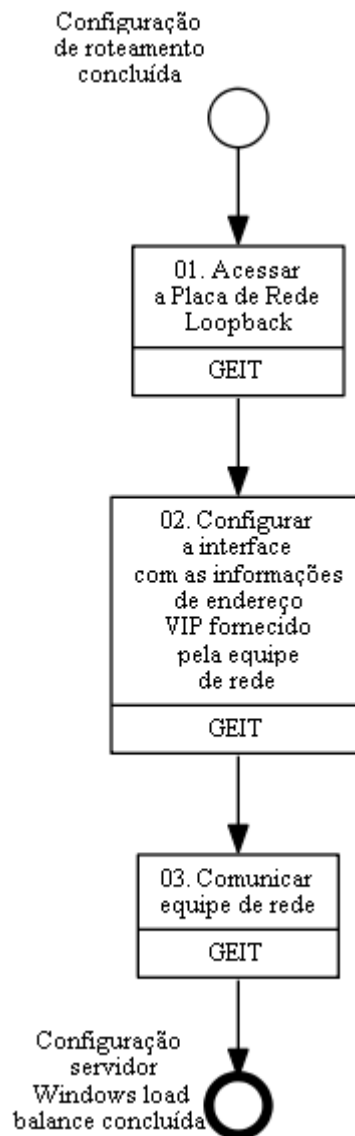 Configuração
de roteamento
concluída
01. Acessar
a Placa de Rede
Loopback
GEIT
02. Configurar
a interface
com as informações
de endereço
VIP fornecido
pela equipe
de rede
GEIT
03. Comunicar
equipe de rede
GEIT
Configuração
servidor
Windows load
balance concluída